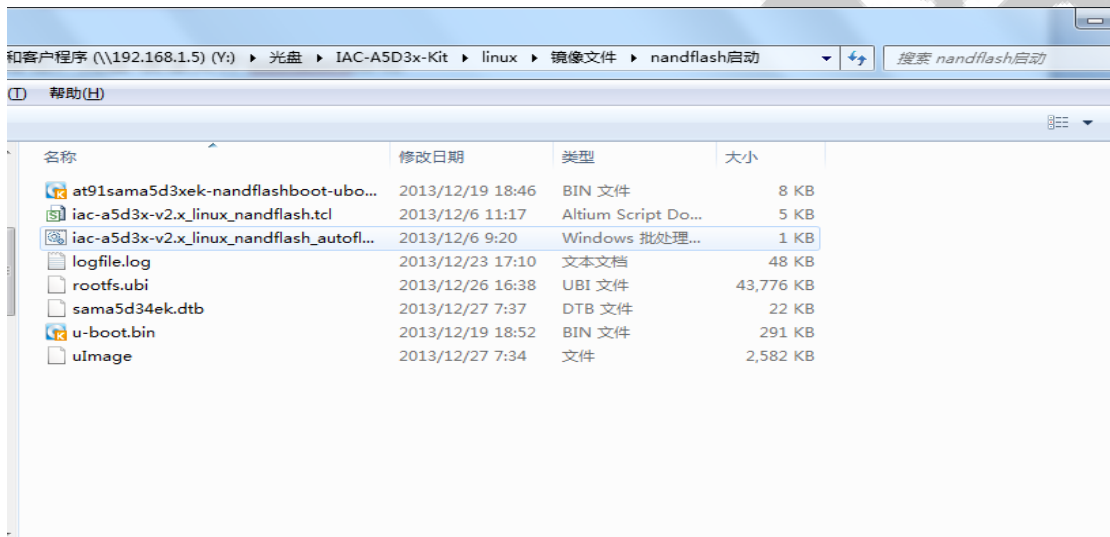 和客户程序 (\\192.168.1.5) (Y:) ▸ 光盘 ▸ IAC-A5D3x-Kit ▸ linux ▸ 镜像文件 ▸ nandflash启动 搜索 nandflash启动
(T) 帮助(H)
名称 修改日期 类型 大小
at91sama5d3xek-nandflashboot-ubo... 2013/12/19 18:46 BIN 文件 8 KB
iac-a5d3x-v2.x_linux_nandflash.tcl 2013/12/6 11:17 Altium Script Do... 5 KB
iac-a5d3x-v2.x_linux_nandflash_autofl... 2013/12/6 9:20 Windows 批处理... 1 KB
logfile.log 2013/12/23 17:10 文本文档 48 KB
rootfs.ubi 2013/12/26 16:38 UBI 文件 43,776 KB
sama5d34ek.dtb 2013/12/27 7:37 DTB 文件 22 KB
u-boot.bin 2013/12/19 18:52 BIN 文件 291 KB
uImage 2013/12/27 7:34 文件 2,582 KB